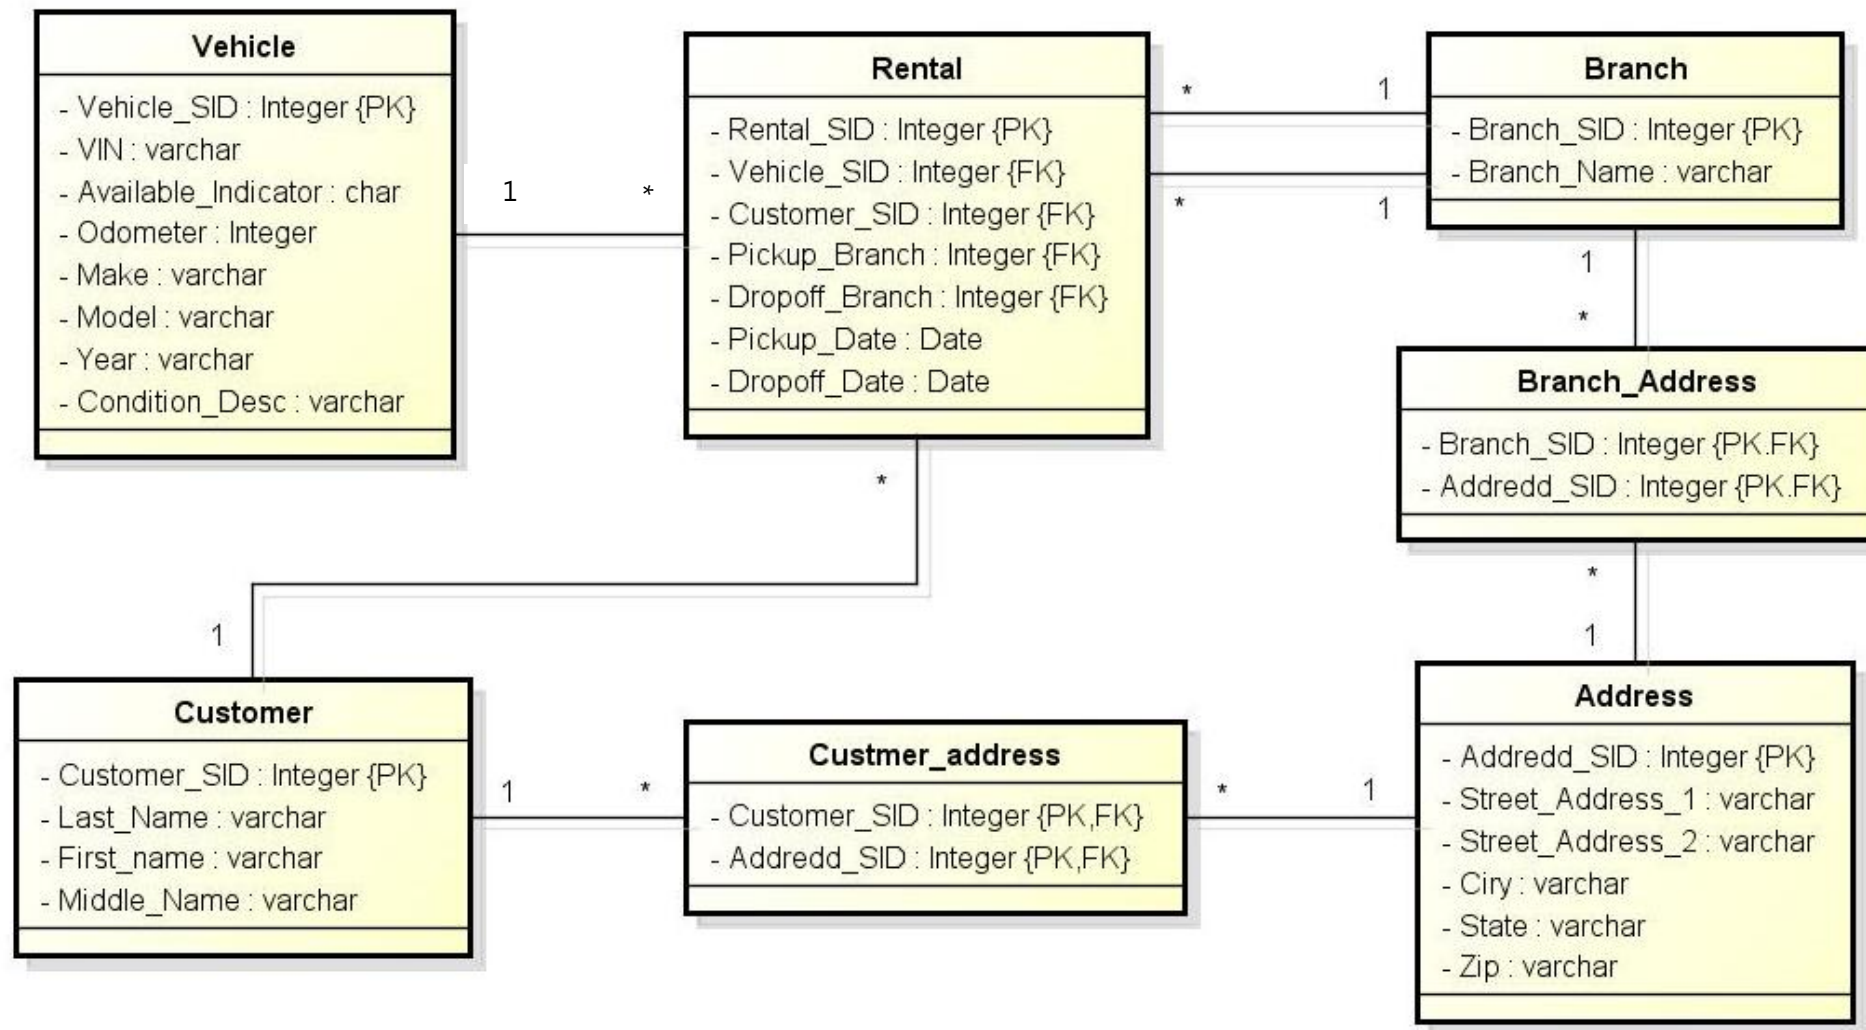 Vehicle
- Vehicle_SID : Integer {PK}
- VIN : varchar
- Available_Indicator : char
- Odometer : Integer
- Make : varchar
- Model : varchar
- Year : varchar
- Condition_Desc : varchar
1 *
Rental
- Rental_SID : Integer {PK}
- Vehicle_SID : Integer {FK}
- Customer_SID : Integer {FK}
- Pickup_Branch : Integer {FK}
- Dropoff_Branch : Integer {FK}
- Pickup_Date : Date
- Dropoff_Date : Date
* 1
* 1
Branch
- Branch_SID : Integer {PK}
- Branch_Name : varchar
1
*
Branch_Address
- Branch_SID : Integer {PK.FK}
- Addredd_SID : Integer {PK.FK}
*
1
*
1
Customer
- Customer_SID : Integer {PK}
- Last_Name : varchar
- First_name : varchar
- Middle_Name : varchar
1 *
Custmer_address
- Customer_SID : Integer {PK,FK}
- Addredd_SID : Integer {PK,FK}
* 1
Address
- Addredd_SID : Integer {PK}
- Street_Address_1 : varchar
- Street_Address_2 : varchar
- Ciry : varchar
- State : varchar
- Zip : varchar